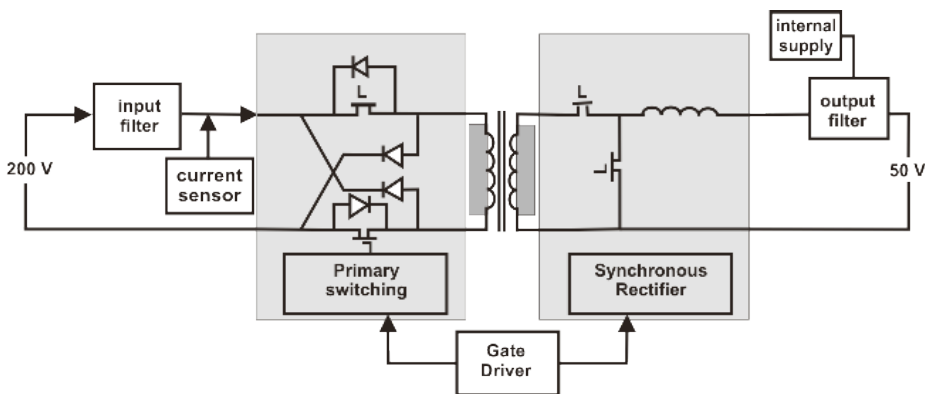 internal
supply
input
filter
L
L
output
filter
200 V
current
sensor
L
50 V
Primary
switching
Synchronous
Rectifier
Gate
Driver